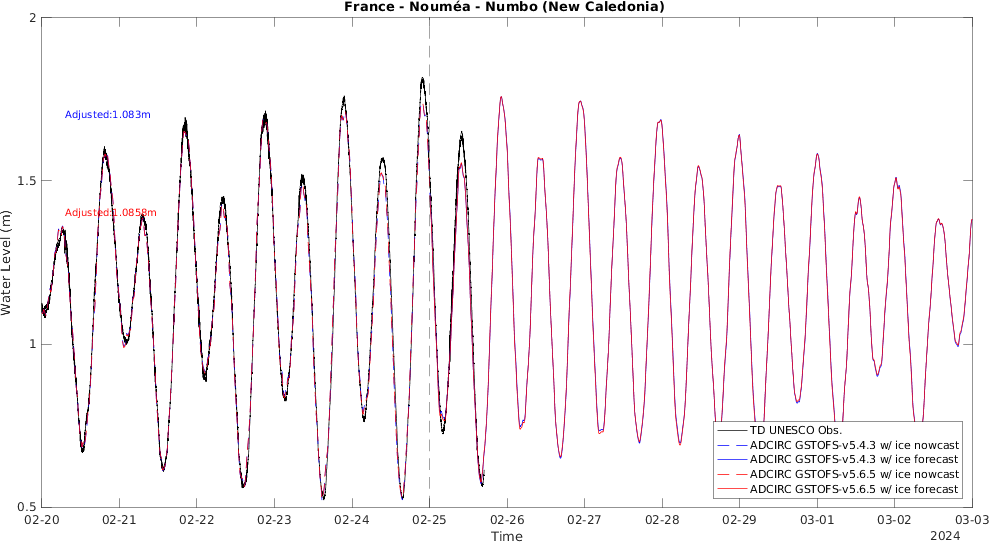 France - Nouméa - Numbo (New Caledonia)
2
1.5
1
0.5
Water Level (m)
Adjusted:1.083m
Adjusted:1.0858m
TD UNESCO Obs.
ADCIRC GSTOFS-v5.4.3 w/ ice nowcast
ADCIRC GSTOFS-v5.4.3 w/ ice forecast
ADCIRC GSTOFS-v5.6.5 w/ ice nowcast
ADCIRC GSTOFS-v5.6.5 w/ ice forecast
02-20 02-21 02-22 02-23 02-24 02-25 02-26 02-27 02-28 02-29 03-01 03-02 03-03
Time
2024